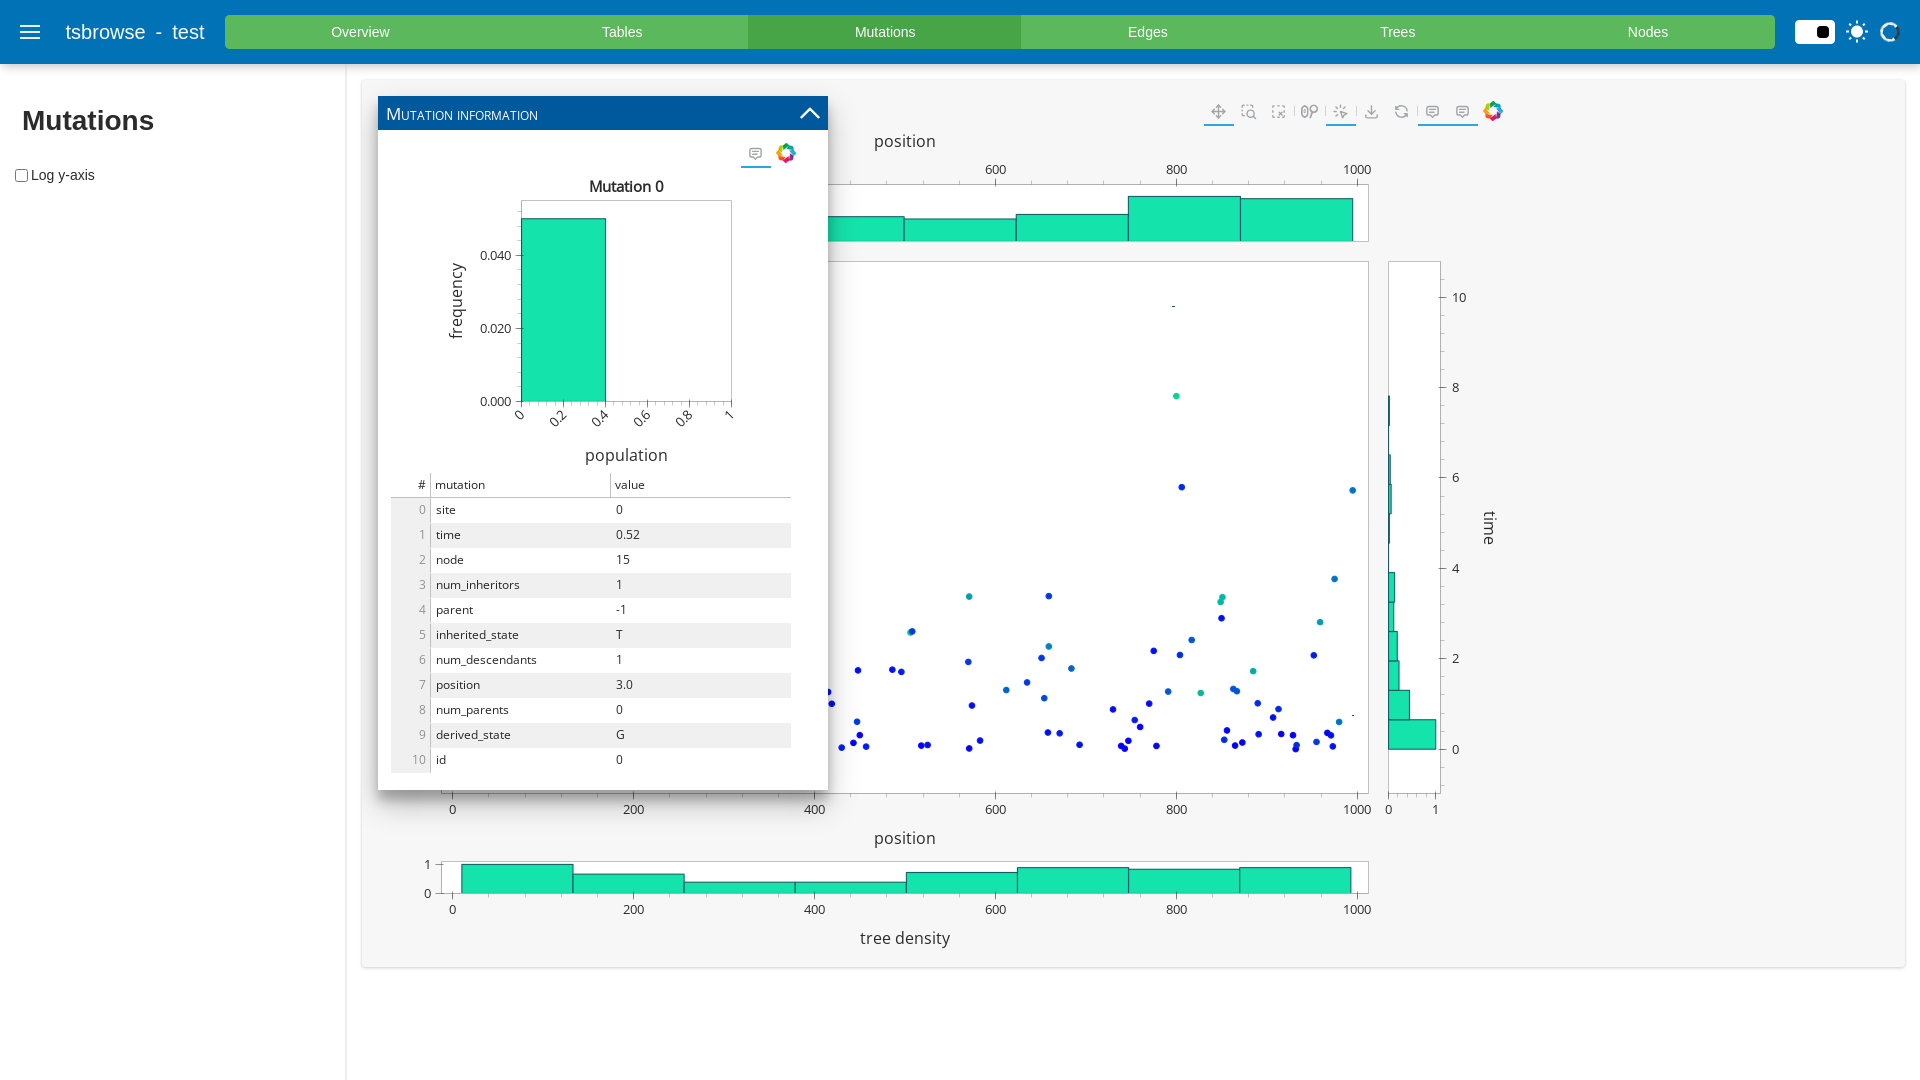 tsbrowse - test
Overview
Tables
Mutations
Edges
Trees
Nodes
Mutations
Log y-axis
Mutation information
Mutation 0
frequency
0.040
0.020
0.000
0 0.2 0.4 0.6 0.8 1
population
# mutation value
0 site 0
1 time 0.52
2 node 15
3 num_inheritors 1
4 parent -1
5 inherited_state T
6 num_descendants 1
7 position 3.0
8 num_parents 0
9 derived_state G
10 id 0
position
600 800 1000
10
8
6
4
2
0
time
0 1
0 200 400 600 800 1000
position
1
0
0 200 400 600 800 1000
tree density